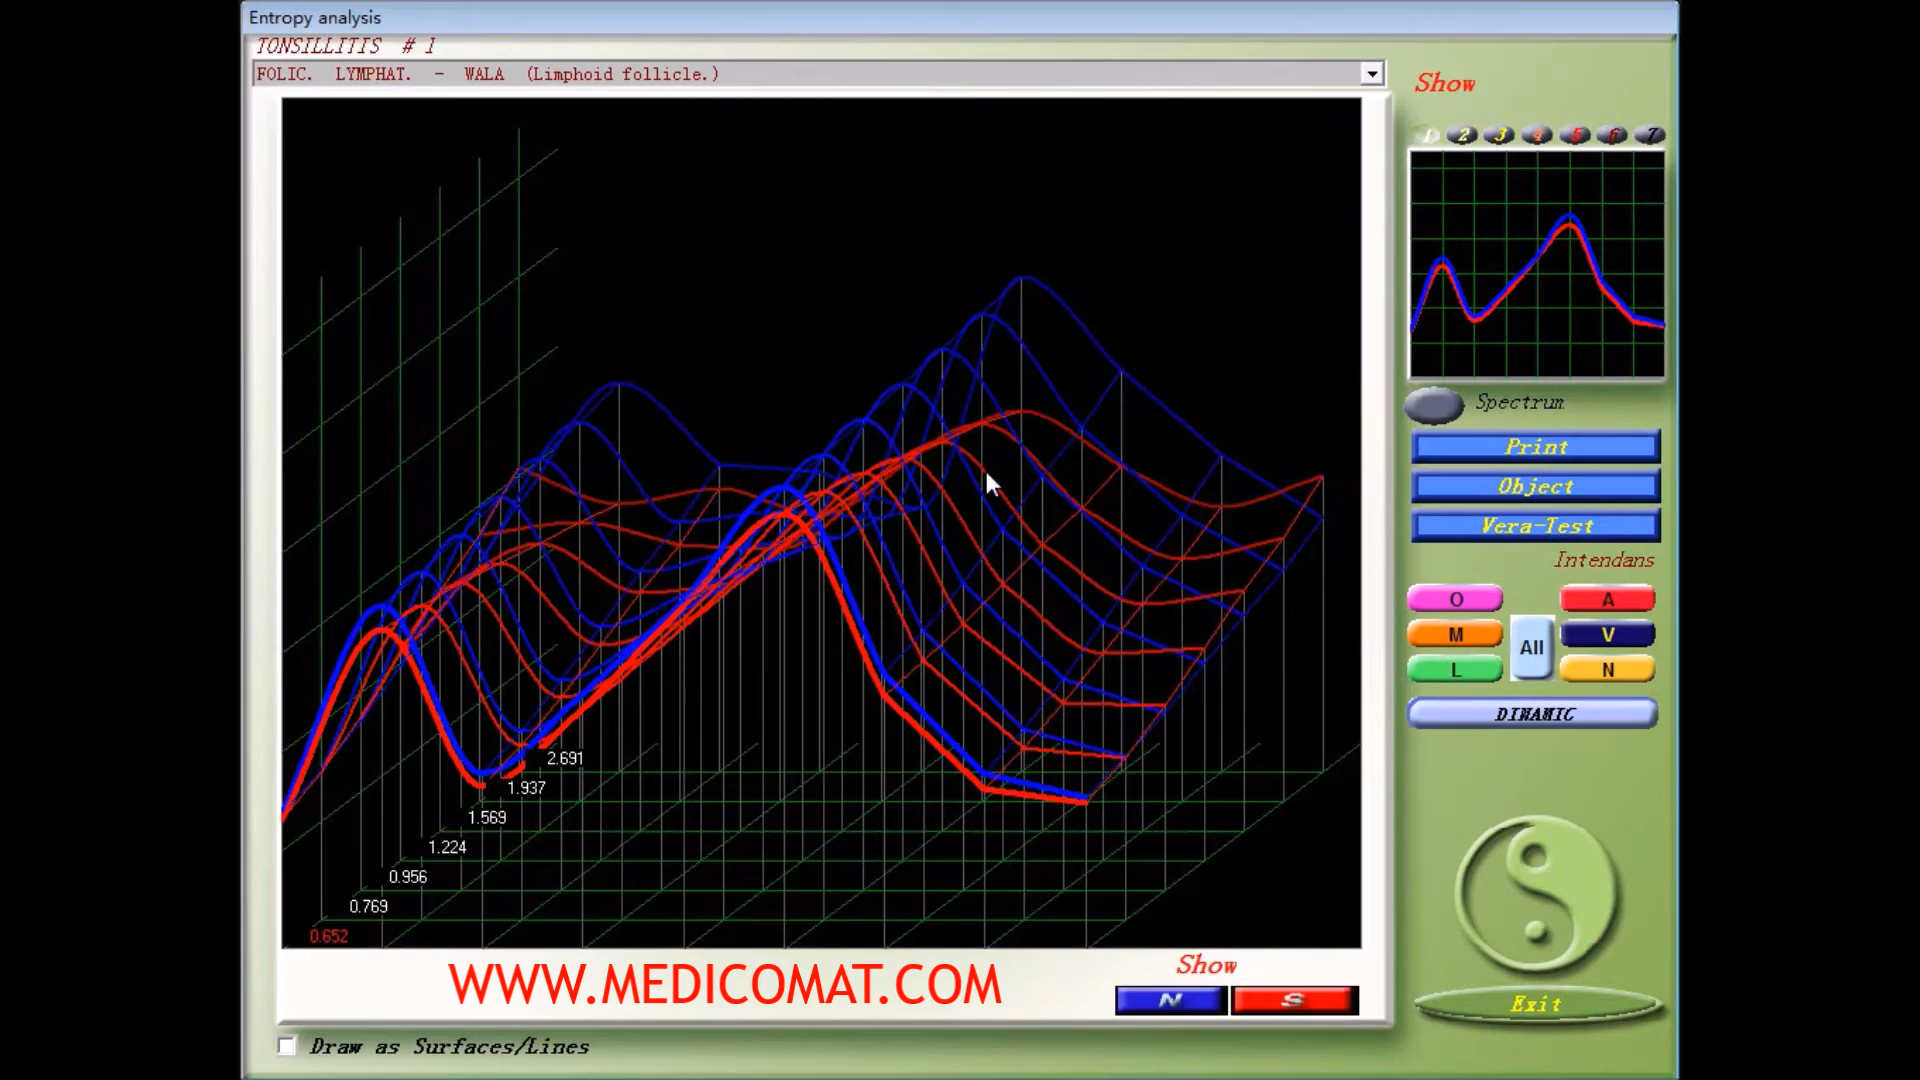 Entropy analysis
TONSILLITIS # 1
FOLIC. LYMPHAT. - WALA (Limphoid follicle.)
Show
1 2 3 4 5 6 7
Spectrum
Print
Object
Vera-Test
Intendans
O A
M All V
L N
DINAMIC
2.691
1.937
1.569
1.224
0.956
0.769
0.652
WWW.MEDICOMAT.COM
Show
N S
Exit
Draw as Surfaces/Lines